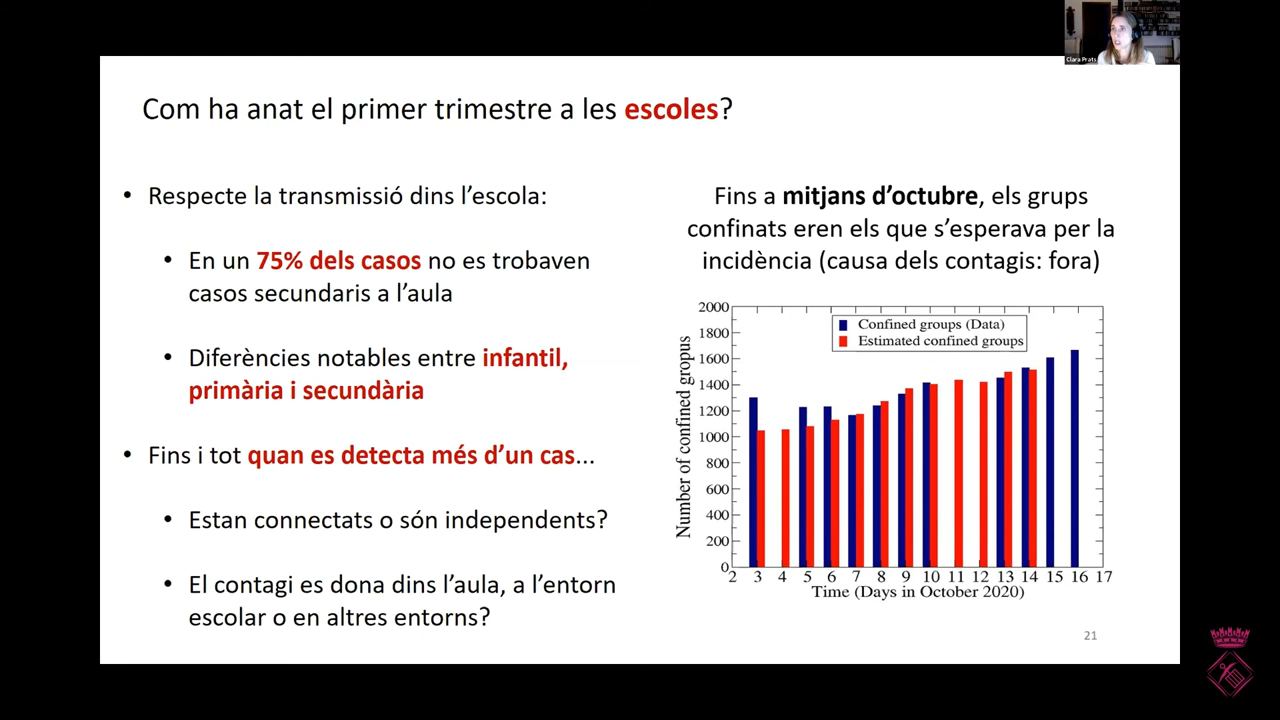 Clara Prats
Com ha anat el primer trimestre a les escoles?
• Respecte la transmissió dins l’escola:
• En un 75% dels casos no es trobaven
casos secundaris a l’aula
• Diferències notables entre infantil,
primària i secundària
• Fins i tot quan es detecta més d’un cas...
• Estan connectats o són independents?
• El contagi es dona dins l’aula, a l’entorn
escolar o en altres entorns?
Fins a mitjans d’octubre, els grups
confinats eren els que s’esperava per la
incidència (causa dels contagis: fora)
Confined groups (Data)
Estimated confined groups
Number of confined gropus
2000
1800
1600
1400
1200
1000
800
600
400
200
0
2 3 4 5 6 7 8 9 10 11 12 13 14 15 16 17
Time (Days in October 2020)
21